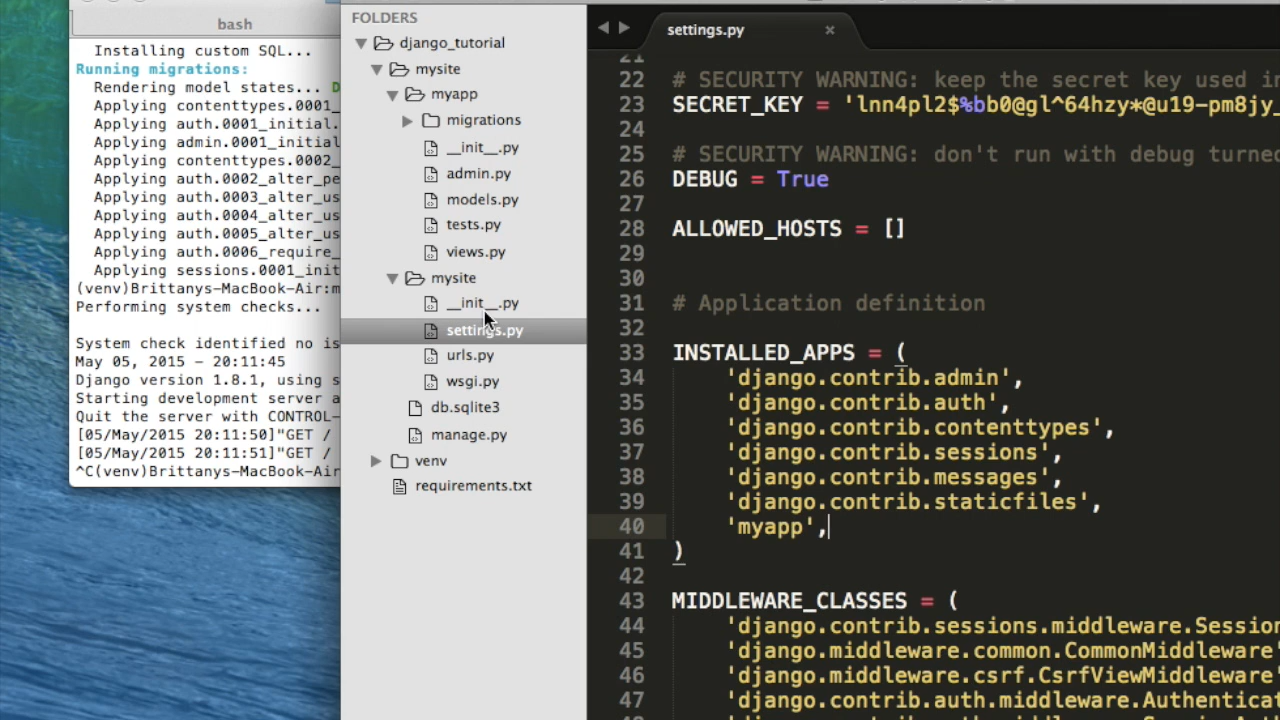 bash
Installing custom SQL...
Running migrations:
Rendering model states...
Applying contenttypes.0001_
Applying auth.0001_initial.
Applying admin.0001_initial
Applying contenttypes.0002_
Applying auth.0002_alter_pe
Applying auth.0003_alter_us
Applying auth.0004_alter_us
Applying auth.0005_alter_us
Applying auth.0006_require_
Applying sessions.0001_init
(venv)Brittanys-MacBook-Air:m
Performing system checks...
System check identified no is
May 05, 2015 - 20:11:45
Django version 1.8.1, using s
Starting development server a
Quit the server with CONTROL-
[05/May/2015 20:11:50]"GET /
[05/May/2015 20:11:51]"GET /
^C(venv)Brittanys-MacBook-Air
FOLDERS
django_tutorial
mysite
myapp
migrations
__init__.py
admin.py
models.py
tests.py
views.py
mysite
__init__.py
settings.py
urls.py
wsgi.py
db.sqlite3
manage.py
venv
requirements.txt
settings.py
21
22 # SECURITY WARNING: keep the secret key used in
23 SECRET_KEY = 'lnn4pl2$%bb0@gl^64hzy*@u19-pm8jy_
24
25 # SECURITY WARNING: don't run with debug turned
26 DEBUG = True
27
28 ALLOWED_HOSTS = []
29
30
31 # Application definition
32
33 INSTALLED_APPS = (
34 'django.contrib.admin',
35 'django.contrib.auth',
36 'django.contrib.contenttypes',
37 'django.contrib.sessions',
38 'django.contrib.messages',
39 'django.contrib.staticfiles',
40 'myapp',
41 )
42
43 MIDDLEWARE_CLASSES = (
44 'django.contrib.sessions.middleware.Session
45 'django.middleware.common.CommonMiddleware'
46 'django.middleware.csrf.CsrfViewMiddleware'
47 'django.contrib.auth.middleware.Authenticat